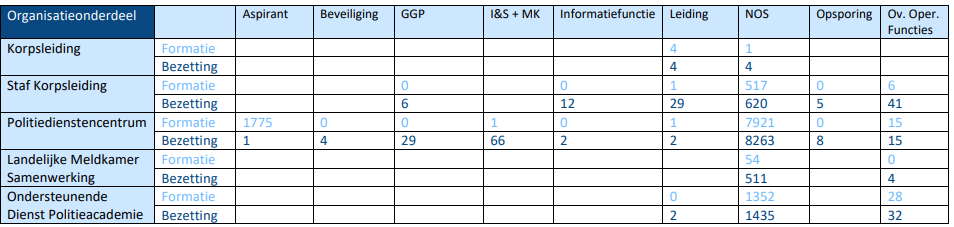 Organisatieonderdeel Aspirant Beveiliging GGP I&S + MK Informatiefunctie Leiding NOS Opsporing Ov. Oper.
Functies
Korpsleiding Formatie 4 1
Bezetting 4 4
Staf Korpsleiding Formatie 0 0 1 517 0 6
Bezetting 6 12 29 620 5 41
Politiedienstencentrum Formatie 1775 0 0 1 0 1 7921 0 15
Bezetting 1 4 29 66 2 2 8263 8 15
Landelijke Meldkamer Formatie 54 0
Samenwerking Bezetting 511 4
Ondersteunende Formatie 0 1352 28
Dienst Politieacademie Bezetting 2 1435 32